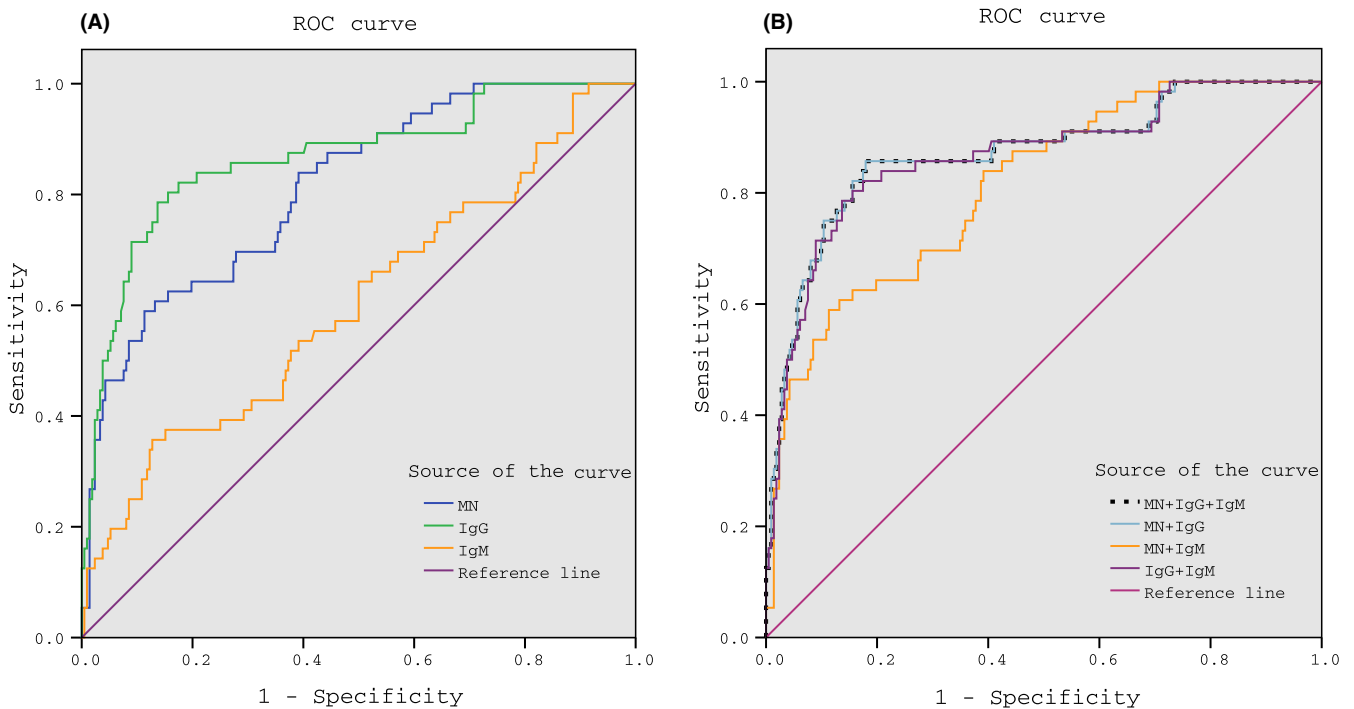 (A)
ROC curve
1.0
0.8
0.6
0.4
0.2
0.0
Sensitivity
Source of the curve
MN
IgG
IgM
Reference line
0.0 0.2 0.4 0.6 0.8 1.0
1 - Specificity
(B)
ROC curve
1.0
0.8
0.6
0.4
0.2
0.0
Sensitivity
Source of the curve
MN+IgG+IgM
MN+IgG
MN+IgM
IgG+IgM
Reference line
0.0 0.2 0.4 0.6 0.8 1.0
1 - Specificity